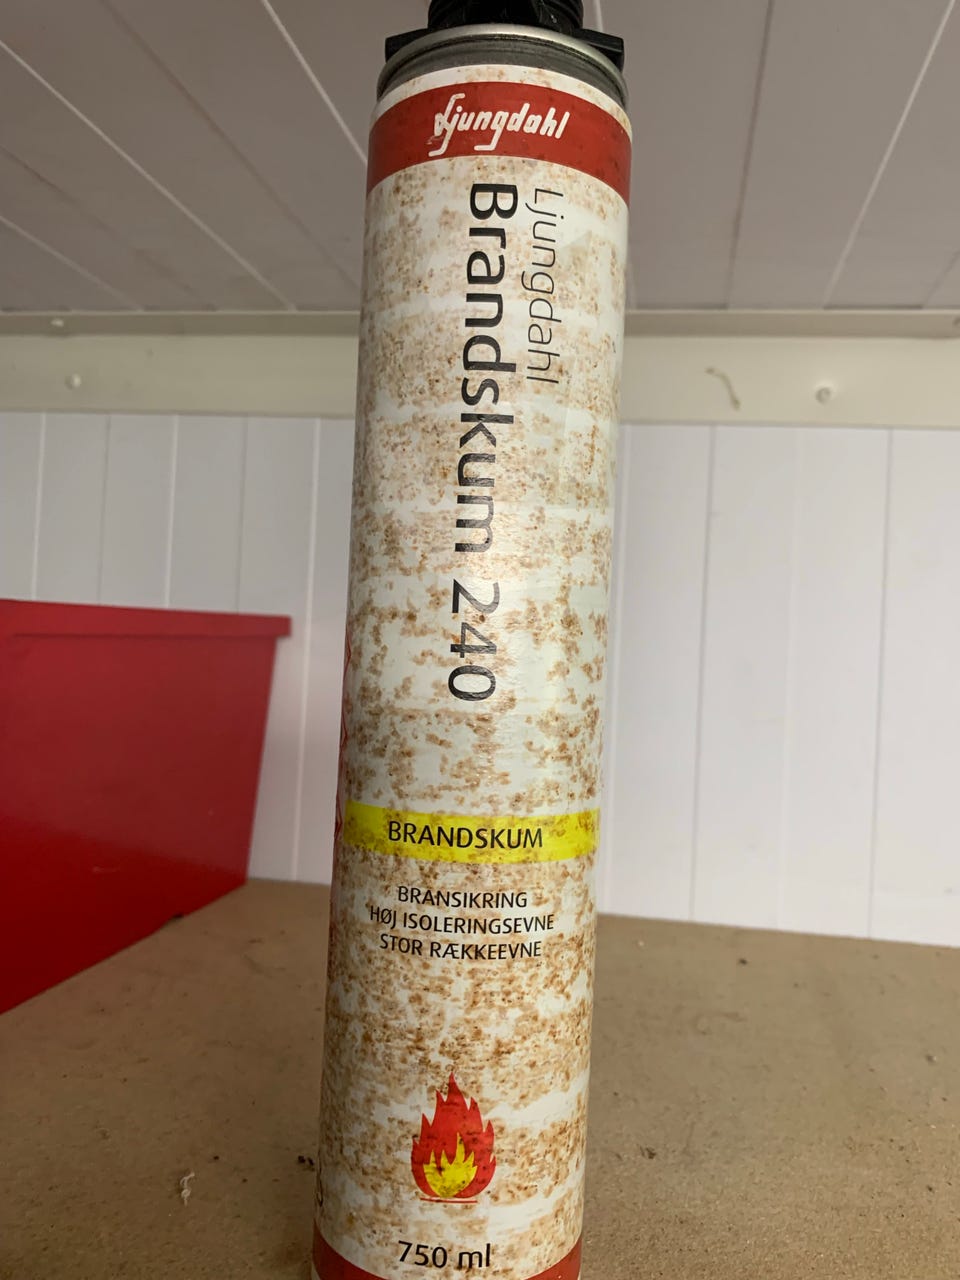 Ljungdahl
Ljungdahl
Brandskum 240
BRANDSKUM
BRANSIKRING
HØJ ISOLERINGSEVNE
STOR RÆKKEEVNE
750 ml